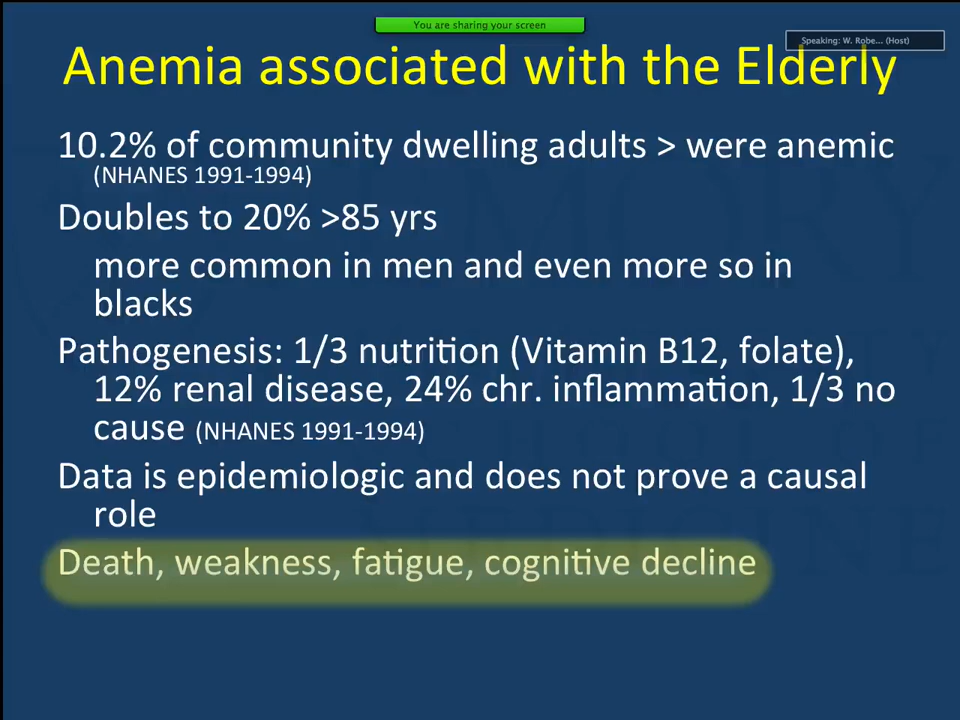 You are sharing your screen
Speaking: W. Robe... (Host)
Anemia associated with the Elderly
10.2% of community dwelling adults > were anemic
(NHANES 1991-1994)
Doubles to 20% >85 yrs
more common in men and even more so in
blacks
Pathogenesis: 1/3 nutrition (Vitamin B12, folate),
12% renal disease, 24% chr. inflammation, 1/3 no
cause (NHANES 1991-1994)
Data is epidemiologic and does not prove a causal
role
Death, weakness, fatigue, cognitive decline